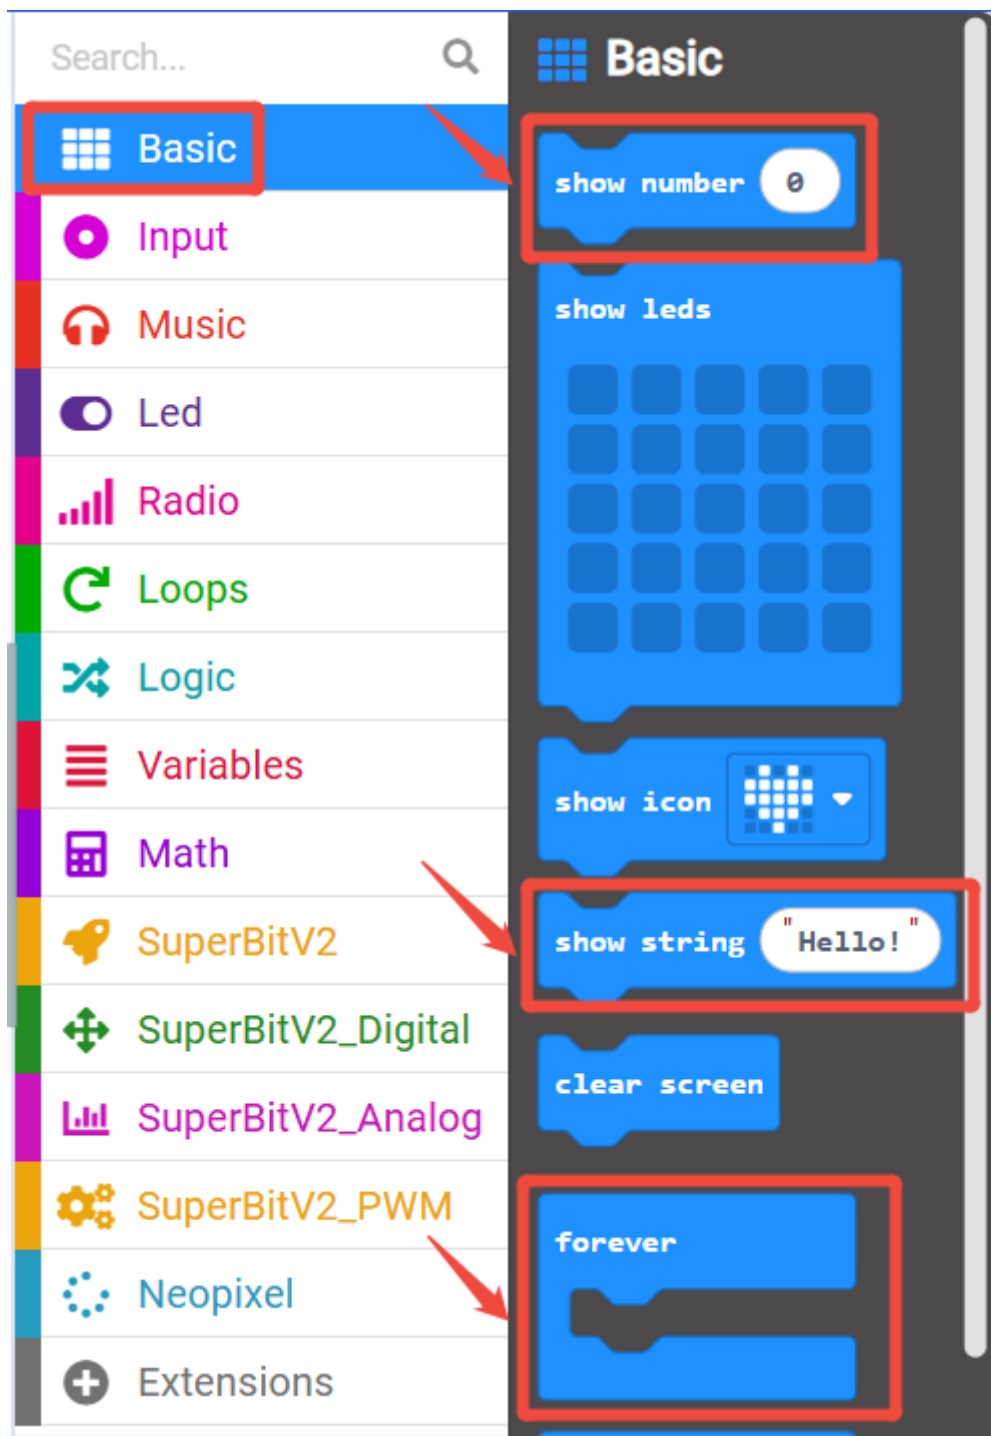 Search...
Basic
Input
Music
Led
Radio
Loops
Logic
Variables
Math
SuperBitV2
SuperBitV2_Digital
SuperBitV2_Analog
SuperBitV2_PWM
Neopixel
Extensions
Basic
show number 0
show leds
show icon
show string "Hello!"
clear screen
forever